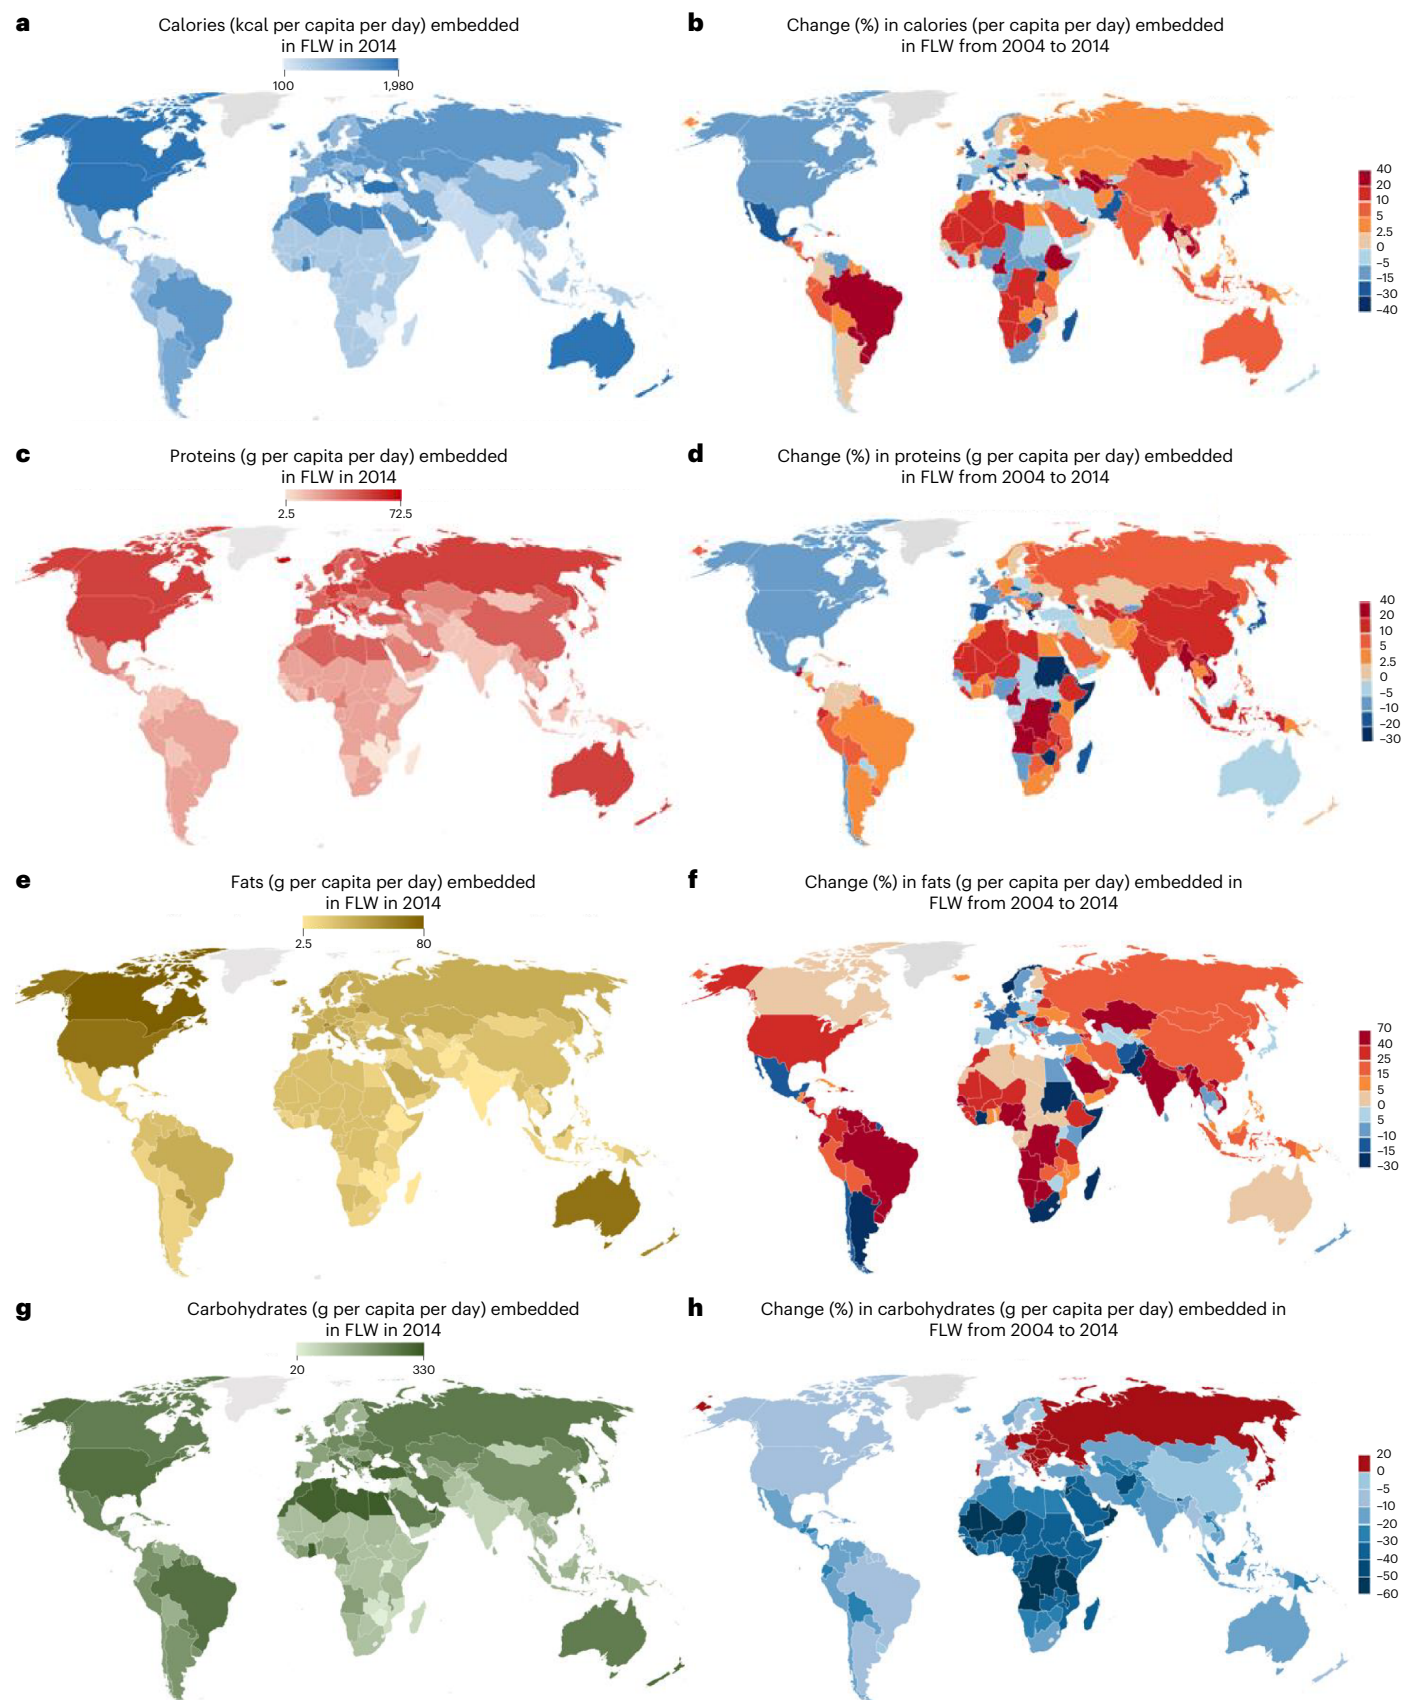 a
Calories (kcal per capita per day) embedded
in FLW in 2014
100
1,980
b
Change (%) in calories (per capita per day) embedded
in FLW from 2004 to 2014
40
20
10
5
2.5
0
–5
–15
–30
–40
c
Proteins (g per capita per day) embedded
in FLW in 2014
2.5
72.5
d
Change (%) in proteins (g per capita per day) embedded
in FLW from 2004 to 2014
40
20
10
5
2.5
0
–5
–10
–20
–30
e
Fats (g per capita per day) embedded
in FLW in 2014
2.5
80
f
Change (%) in fats (g per capita per day) embedded in
FLW from 2004 to 2014
70
40
25
15
5
0
5
–10
–15
–30
g
Carbohydrates (g per capita per day) embedded
in FLW in 2014
20
330
h
Change (%) in carbohydrates (g per capita per day) embedded in
FLW from 2004 to 2014
20
0
–5
–10
–20
–30
–40
–50
–60